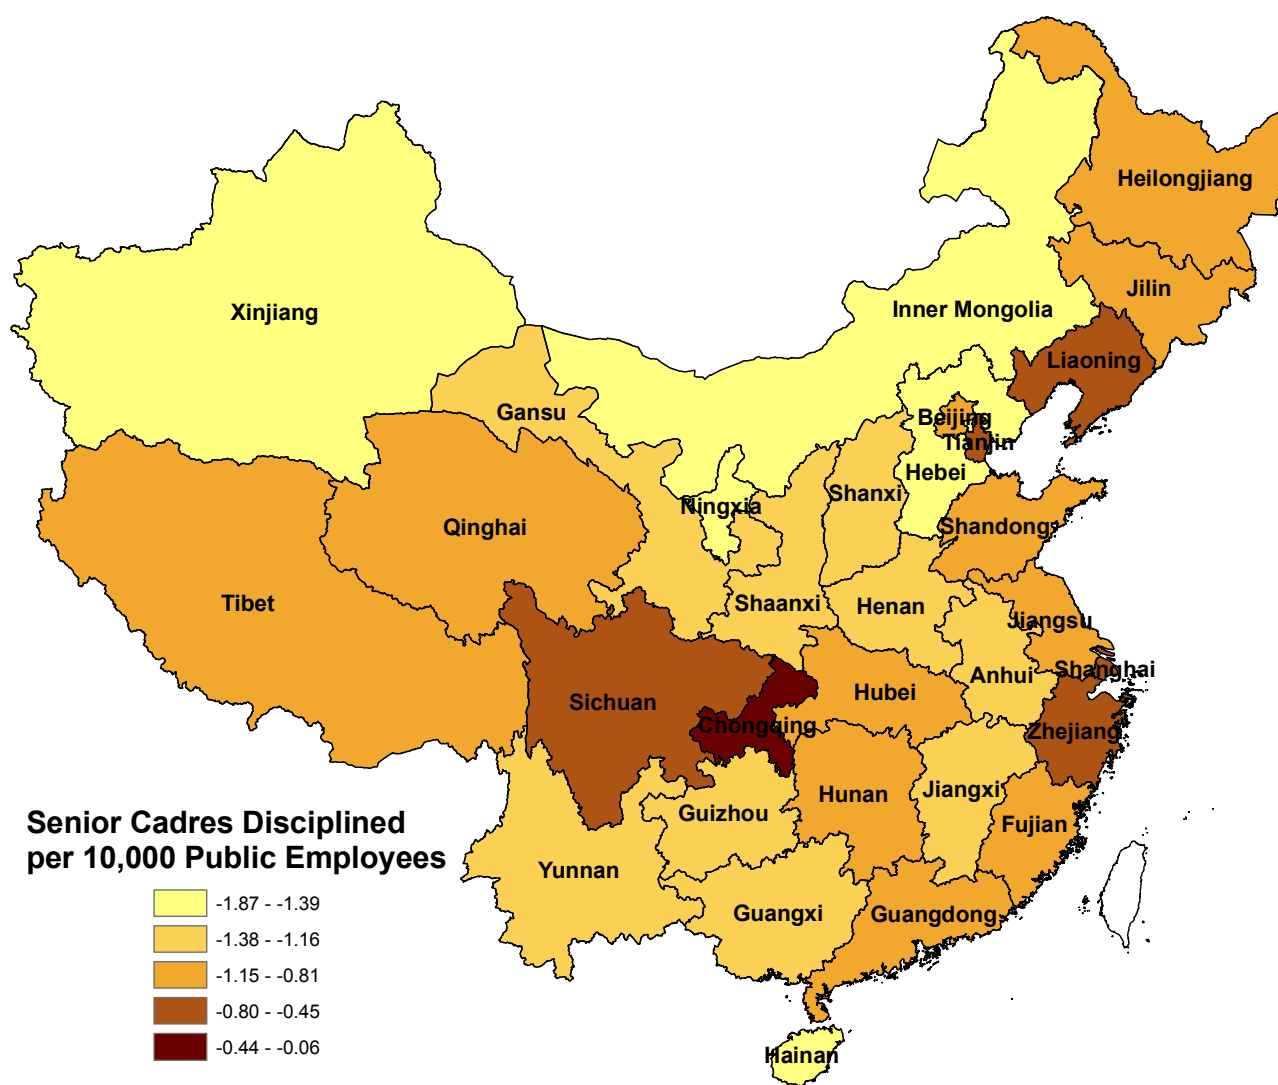 Heilongjiang
Jilin
Xinjiang
Inner Mongolia
Liaoning
Gansu
Beijing
Tianjin
Hebei
Shanxi
Ningxia
Shandong
Qinghai
Tibet
Shaanxi
Henan
Jiangsu
Shanghai
Anhui
Sichuan
Hubei
Chongqing
Zhejiang
Hunan
Jiangxi
Guizhou
Fujian
Senior Cadres Disciplined
per 10,000 Public Employees
Yunnan
Guangxi
Guangdong
-1.87 - -1.39
-1.38 - -1.16
-1.15 - -0.81
-0.80 - -0.45
-0.44 - -0.06
Hainan